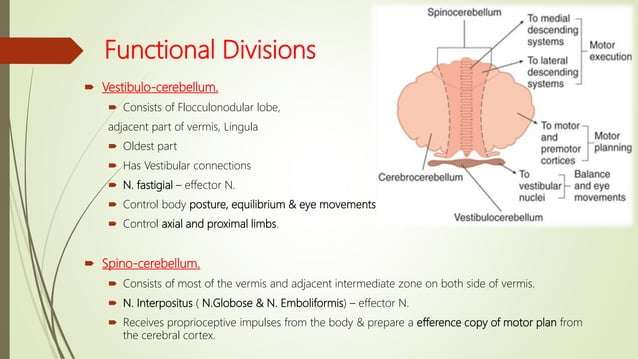 Functional Divisions
Vestibulo-cerebellum.
Consists of Flocculonodular lobe,
adjacent part of vermis, Lingula
Oldest part
Has Vestibular connections
N. fastigial – effector N.
Control body posture, equilibrium & eye movements
Control axial and proximal limbs.
Spino-cerebellum.
Consists of most of the vermis and adjacent intermediate zone on both side of vermis.
N. Interpositus ( N.Globose & N. Emboliformis) – effector N.
Receives proprioceptive impulses from the body & prepare a efference copy of motor plan from
the cerebral cortex.
Spinocerebellum
To medial
descending
systems
To lateral
descending
systems
Motor
execution
To motor
and
premotor
cortices
Motor
planning
Cerebrocerebellum
To
vestibular
nuclei
Balance
and eye
movements
Vestibulocerebellum